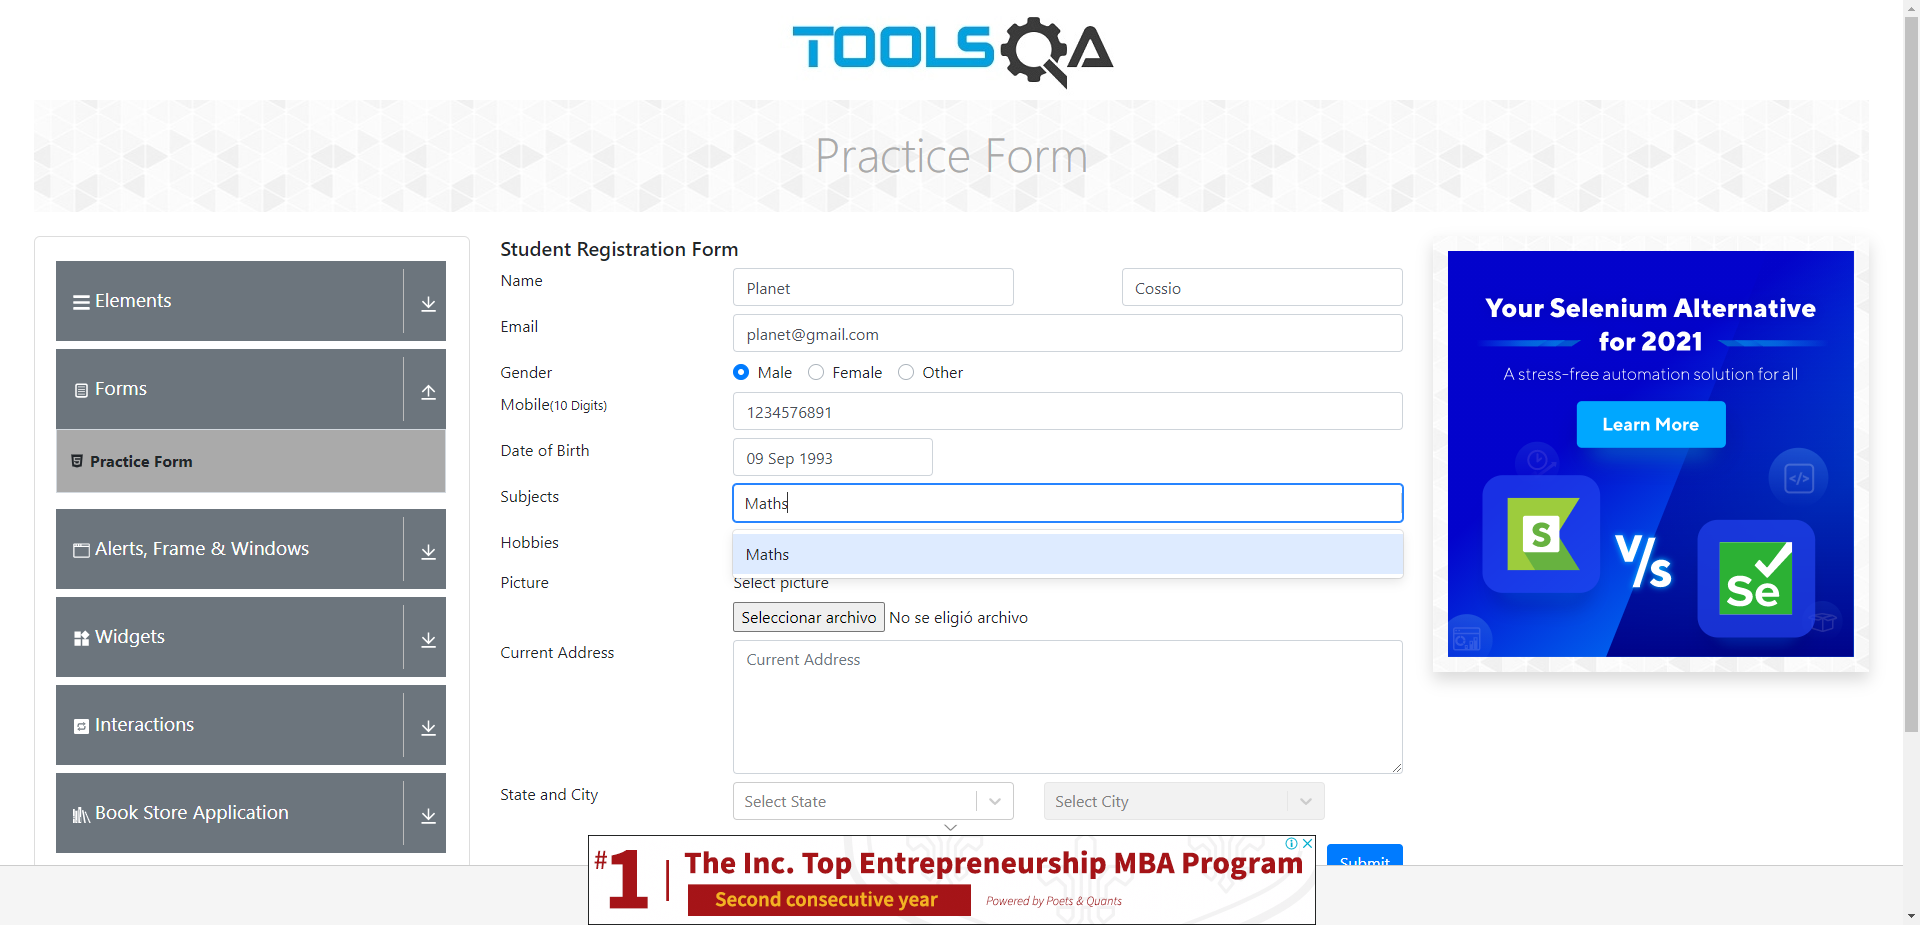 TOOLSQA
Practice Form
Elements
Forms
Practice Form
Alerts, Frame & Windows
Widgets
Interactions
Book Store Application
Student Registration Form
Name
Planet
Cossio
Email
planet@gmail.com
Gender
Male
Female
Other
Mobile(10 Digits)
1234576891
Date of Birth
09 Sep 1993
Subjects
Maths
Hobbies
Maths
Picture
Select picture
Seleccionar archivo No se eligió archivo
Current Address
Current Address
State and City
Select State
Select City
Submit
Your Selenium Alternative
for 2021
A stress-free automation solution for all
Learn More
S
V/s
Se
#1
The Inc. Top Entrepreneurship MBA Program
Second consecutive year
Powered by Poets & Quants